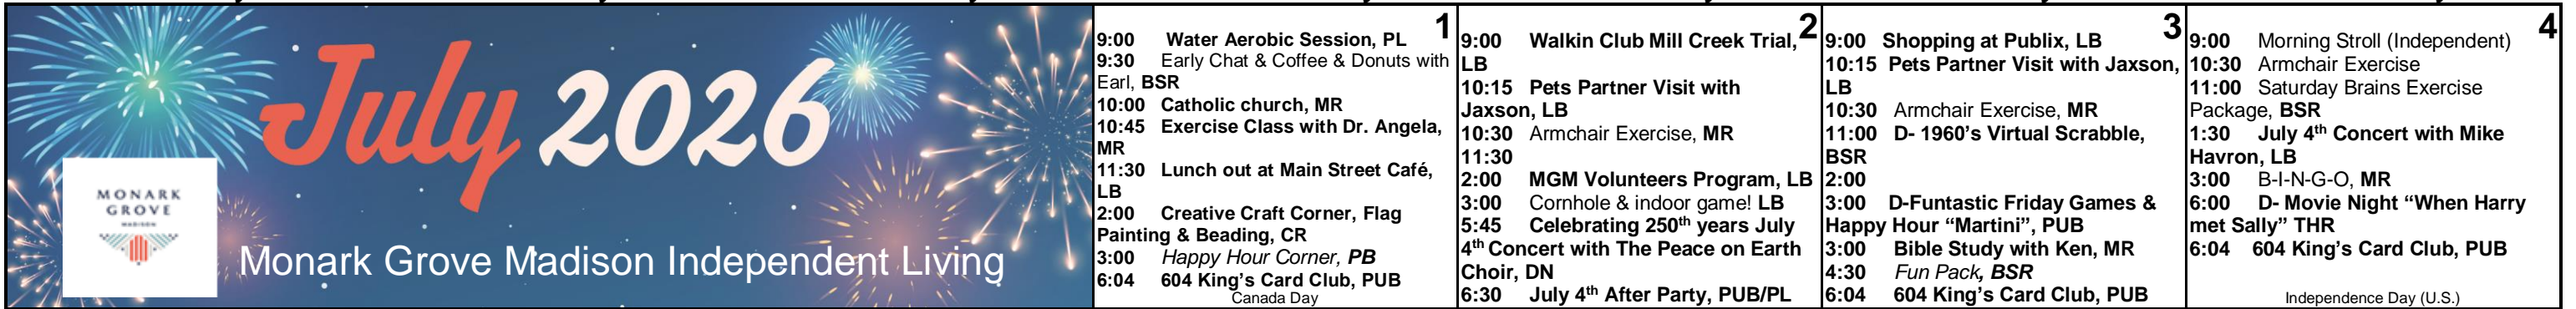 July 2026
MONARK
GROVE
MADISON
Monark Grove Madison Independent Living
1
9:00 Water Aerobic Session, PL
9:30 Early Chat & Coffee & Donuts with
Earl, BSR
10:00 Catholic church, MR
10:45 Exercise Class with Dr. Angela,
MR
11:30 Lunch out at Main Street Café,
LB
2:00 Creative Craft Corner, Flag
Painting & Beading, CR
3:00 Happy Hour Corner, PB
6:04 604 King's Card Club, PUB
Canada Day
2
9:00 Walkin Club Mill Creek Trial,
LB
10:15 Pets Partner Visit with
Jaxson, LB
10:30 Armchair Exercise, MR
11:30
2:00 MGM Volunteers Program, LB
3:00 Cornhole & indoor game! LB
5:45 Celebrating 250th years July
4th Concert with The Peace on Earth
Choir, DN
6:30 July 4th After Party, PUB/PL
3
9:00 Shopping at Publix, LB
10:15 Pets Partner Visit with Jaxson,
LB
10:30 Armchair Exercise, MR
11:00 D- 1960's Virtual Scrabble,
BSR
2:00
3:00 D-Funtastic Friday Games &
Happy Hour "Martini", PUB
3:00 Bible Study with Ken, MR
4:30 Fun Pack, BSR
6:04 604 King's Card Club, PUB
4
9:00 Morning Stroll (Independent)
10:30 Armchair Exercise
11:00 Saturday Brains Exercise
Package, BSR
1:30 July 4th Concert with Mike
Havron, LB
3:00 B-I-N-G-O, MR
6:00 D- Movie Night "When Harry
met Sally" THR
6:04 604 King's Card Club, PUB
Independence Day (U.S.)